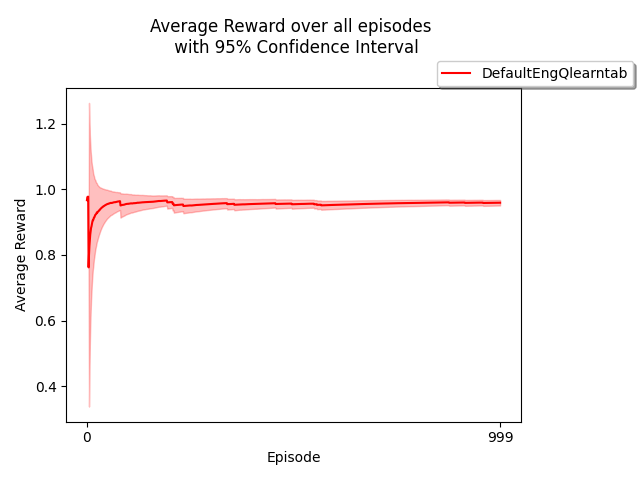 Average Reward over all episodes
with 95% Confidence Interval
DefaultEngQlearntab
1.2
1.0
0.8
0.6
0.4
Average Reward
0
999
Episode